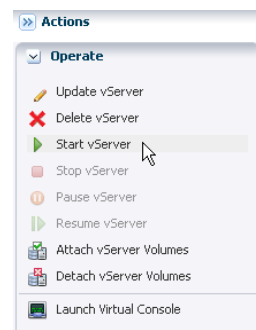 Actions
Operate
Update vServer
Delete vServer
Start vServer
Stop vServer
Pause vServer
Resume vServer
Attach vServer Volumes
Detach vServer Volumes
Launch Virtual Console